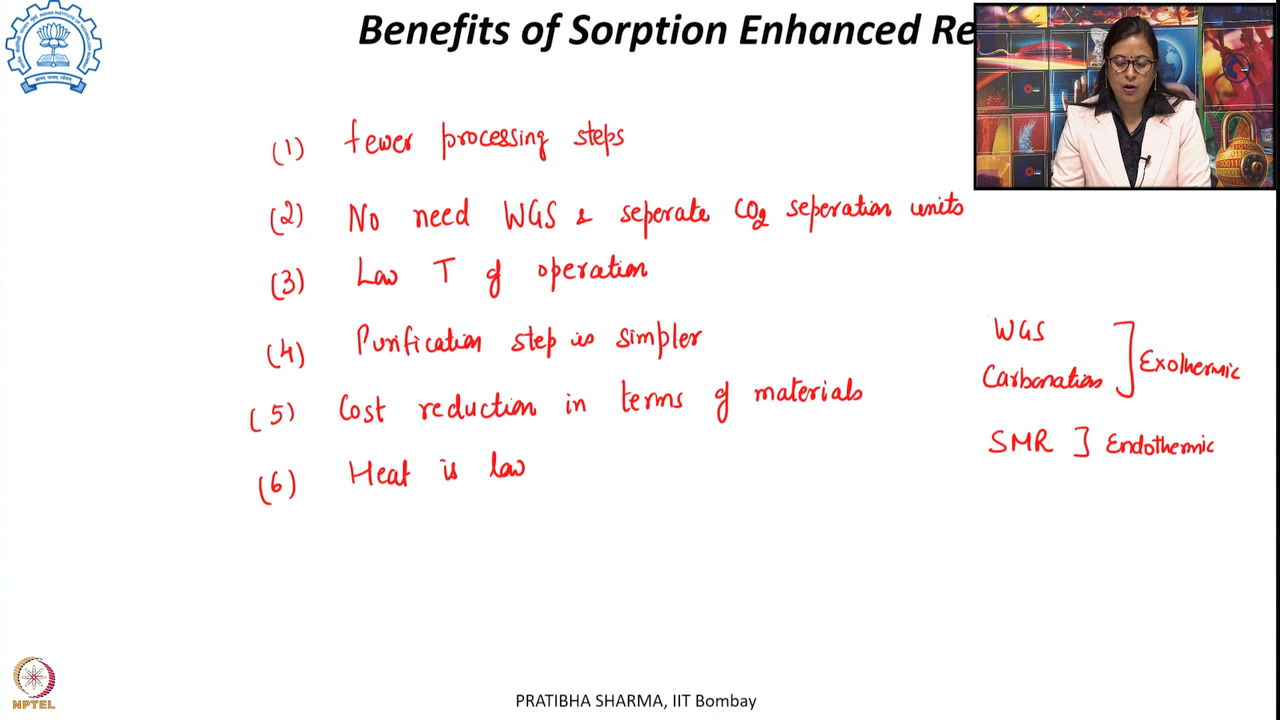 Benefits of Sorption Enhanced Re
(1) fewer processing steps
(2) No need WGS & seperate CO2 seperation units
(3) Low T of operation
(4) Purification step is simpler
(5) Cost reduction in terms of materials
(6) Heat is low
WGS
Carbonation ] Exothermic
SMR ] Endothermic
NPTEL
PRATIBHA SHARMA, IIT Bombay